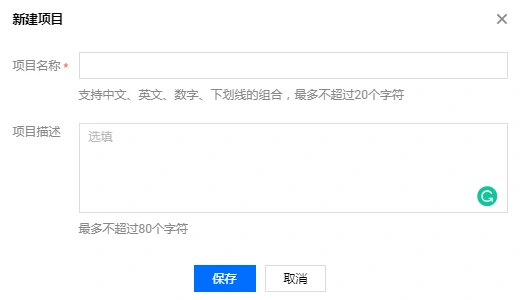 新建项目
项目名称 *
支持中文、英文、数字、下划线的组合，最多不超过20个字符
项目描述
选填
最多不超过80个字符
保存 取消